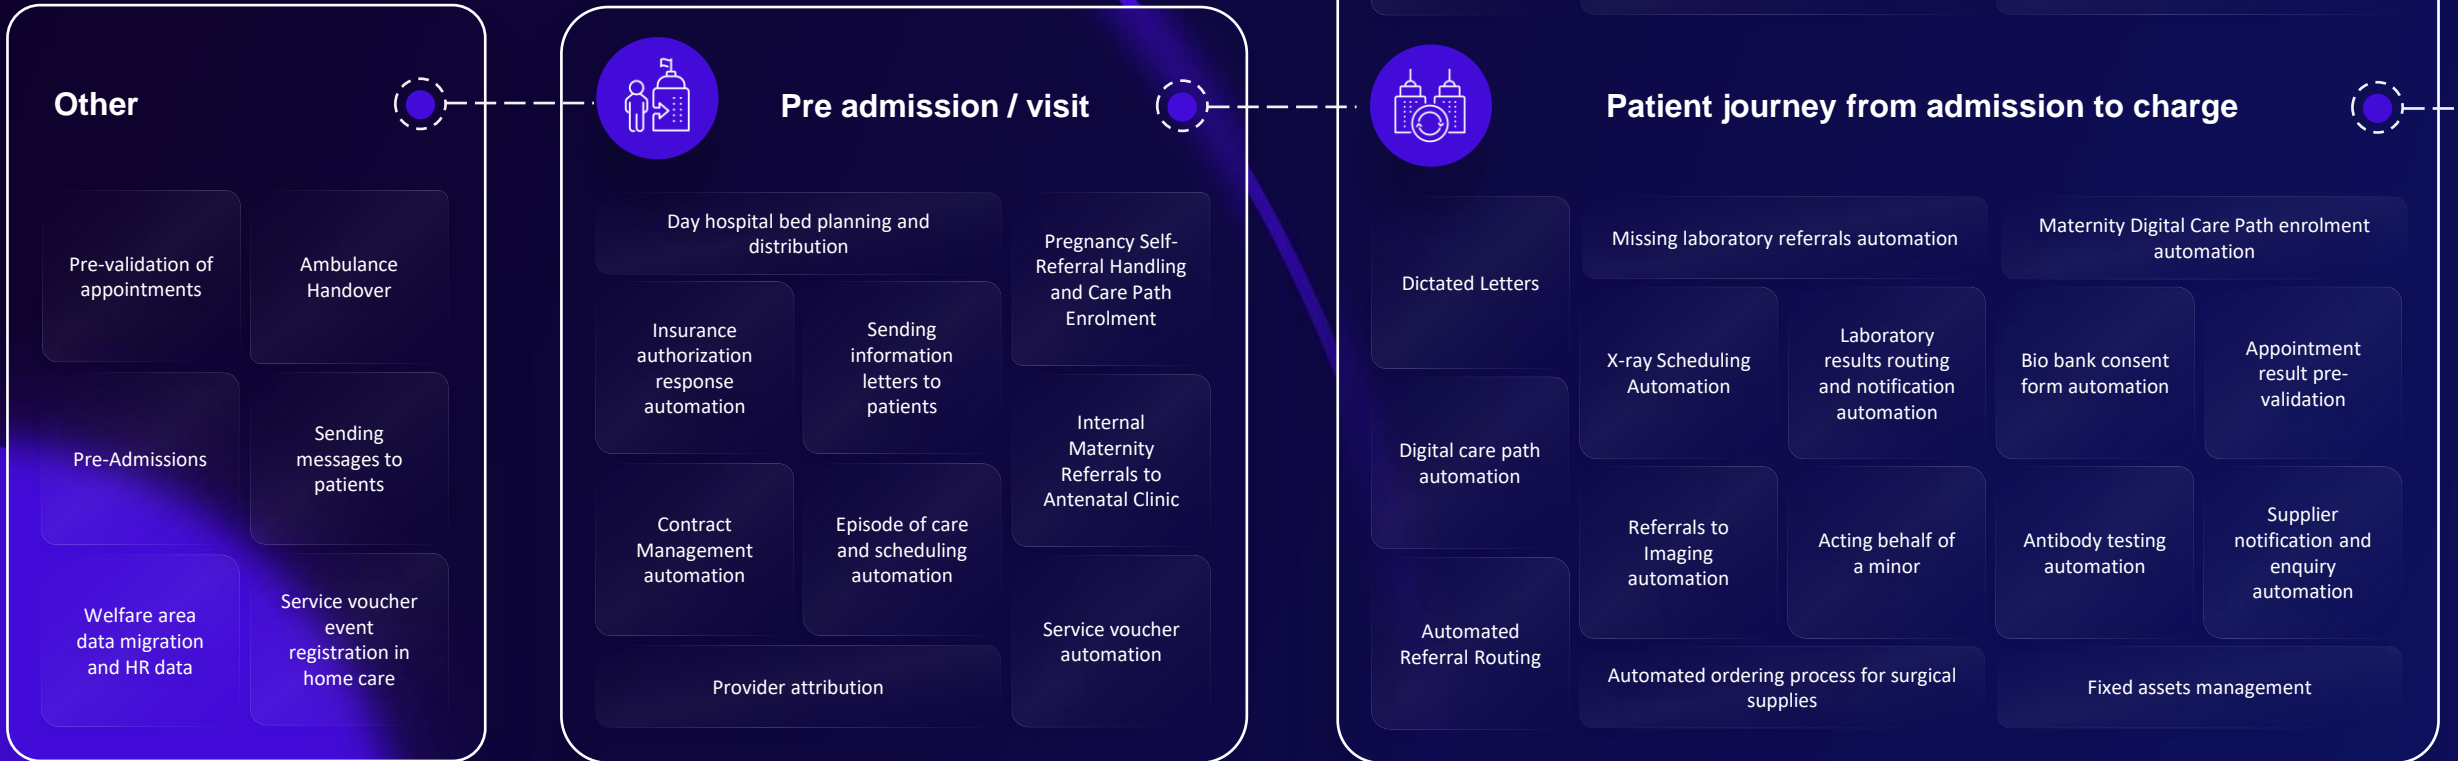 Other
Pre-validation of
appointments
Ambulance
Handover
Pre-Admissions
Sending
messages to
patients
Welfare area
data migration
and HR data
Service voucher
event
registration in
home care
Pre admission / visit
Day hospital bed planning and
distribution
Pregnancy Self-
Referral Handling
and Care Path
Enrolment
Insurance
authorization
response
automation
Sending
information
letters to
patients
Internal
Maternity
Referrals to
Antenatal Clinic
Contract
Management
automation
Episode of care
and scheduling
automation
Service voucher
automation
Provider attribution
Patient journey from admission to charge
Dictated Letters
Missing laboratory referrals automation
Maternity Digital Care Path enrolment
automation
X-ray Scheduling
Automation
Laboratory
results routing
and notification
automation
Bio bank consent
form automation
Appointment
result pre-
validation
Digital care path
automation
Referrals to
Imaging
automation
Acting behalf of
a minor
Antibody testing
automation
Supplier
notification and
enquiry
automation
Automated
Referral Routing
Automated ordering process for surgical
supplies
Fixed assets management